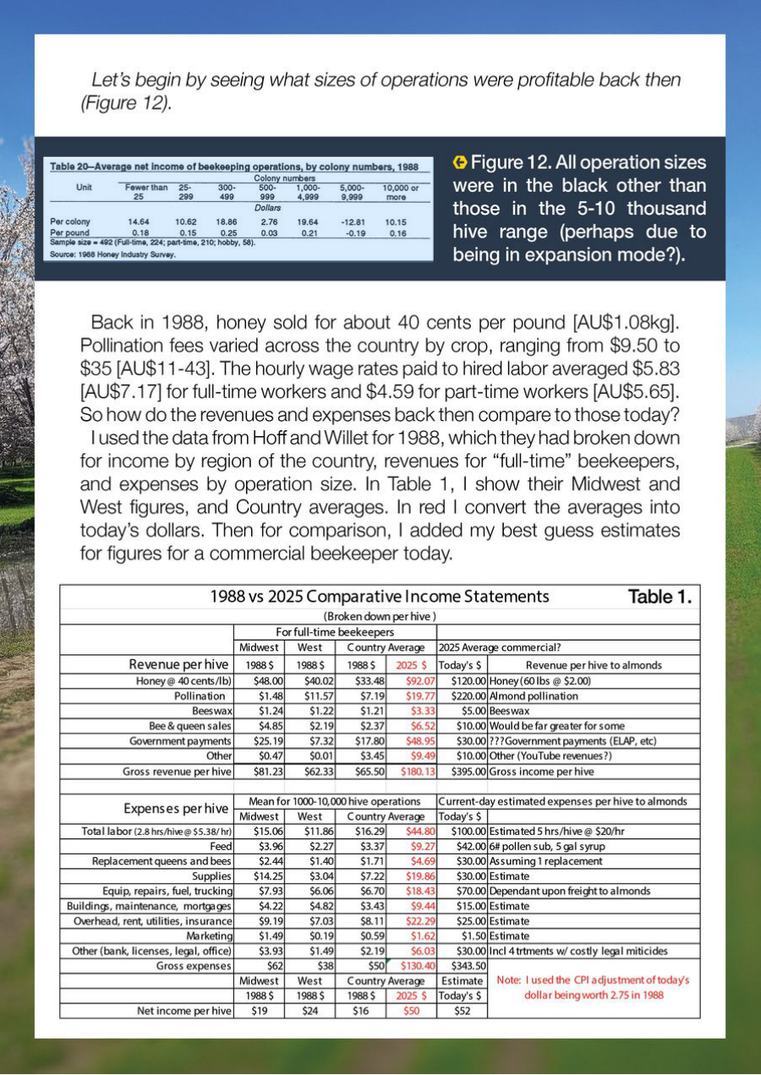 Let's begin by seeing what sizes of operations were profitable back then
(Figure 12).
Table 20—Average net income of beekeeping operations, by colony numbers, 1988
Colony numbers
Unit Fewer than 25 25-299 300-499 500-999 1,000-4,999 5,000-9,999 10,000 or more
Dollars
Per colony 14.64 10.62 18.86 2.76 19.64 -12.81 10.15
Per pound 0.18 0.15 0.25 0.03 0.21 -0.19 0.16
Sample size = 492 (Full-time, 224; part-time, 210; hobby, 58).
Source: 1988 Honey Industry Survey.
Figure 12. All operation sizes
were in the black other than
those in the 5-10 thousand
hive range (perhaps due to
being in expansion mode?).
Back in 1988, honey sold for about 40 cents per pound [AU$1.08kg].
Pollination fees varied across the country by crop, ranging from $9.50 to
$35 [AU$11-43]. The hourly wage rates paid to hired labor averaged $5.83
[AU$7.17] for full-time workers and $4.59 for part-time workers [AU$5.65].
So how do the revenues and expenses back then compare to those today?
I used the data from Hoff and Willet for 1988, which they had broken down
for income by region of the country, revenues for “full-time” beekeepers,
and expenses by operation size. In Table 1, I show their Midwest and
West figures, and Country averages. In red I convert the averages into
today's dollars. Then for comparison, I added my best guess estimates
for figures for a commercial beekeeper today.
1988 vs 2025 Comparative Income Statements Table 1.
(Broken down per hive )
For full-time beekeepers
Midwest West Country Average 2025 Average commercial?
Revenue per hive 1988 $ 1988 $ 1988 $ 2025 $ Today's $ Revenue per hive to almonds
Honey @ 40 cents/lb) $48.00 $40.02 $33.48 $92.07 $120.00 Honey (60 lbs @ $2.00)
Pollination $1.48 $11.57 $7.19 $19.77 $220.00 Almond pollination
Beeswax $1.24 $1.22 $1.21 $3.33 $5.00 Beeswax
Bee & queen sales $4.85 $2.19 $2.37 $6.52 $10.00 Would be far greater for some
Government payments $25.19 $7.32 $17.80 $48.95 $30.00 ???Government payments (ELAP, etc)
Other $0.47 $0.01 $3.45 $9.49 $10.00 Other (YouTube revenues?)
Gross revenue per hive $81.23 $62.33 $65.50 $180.13 $395.00 Gross income per hive
Expenses per hive Mean for 1000-10,000 hive operations Current-day estimated expenses per hive to almonds
Midwest West Country Average Today's $
Total labor (2.8 hrs/hive @ $5.38/hr) $15.06 $11.86 $16.29 $44.80 $100.00 Estimated 5 hrs/hive @ $20/hr
Feed $3.96 $2.27 $3.37 $9.27 $42.00 6# pollen sub, 5 gal syrup
Replacement queens and bees $2.44 $1.40 $1.71 $4.69 $30.00 Assuming 1 replacement
Supplies $14.25 $3.04 $7.22 $19.86 $30.00 Estimate
Equip, repairs, fuel, trucking $7.93 $6.06 $6.70 $18.43 $70.00 Dependant upon freight to almonds
Buildings, maintenance, mortgages $4.22 $4.82 $3.43 $9.44 $15.00 Estimate
Overhead, rent, utilities, insurance $9.19 $7.03 $8.11 $22.29 $25.00 Estimate
Marketing $1.49 $0.19 $0.59 $1.62 $1.50 Estimate
Other (bank, licenses, legal, office) $3.93 $1.49 $2.19 $6.03 $30.00 Incl 4 trtments w/ costly legal miticides
Gross expenses $62 $38 $50 $130.40 $343.50
Midwest West Country Average Estimate Note: I used the CPI adjustment of today's
1988 $ 1988 $ 1988 $ 2025 $ Today's $ dollar being worth 2.75 in 1988
Net income per hive $19 $24 $16 $50 $52